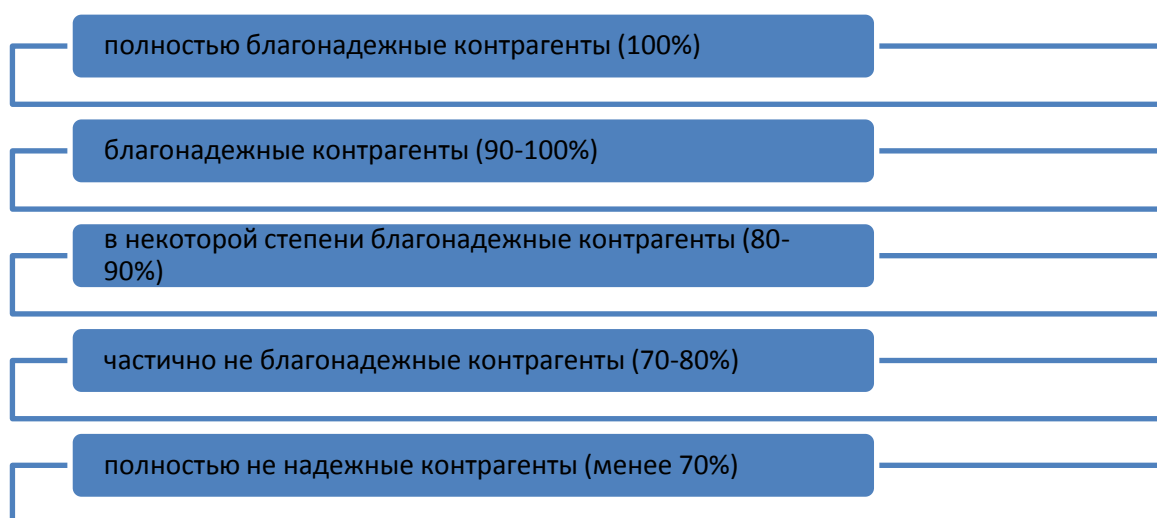 полностью благонадежные контрагенты (100%)
благонадежные контрагенты (90-100%)
в некоторой степени благонадежные контрагенты (80-
90%)
частично не благонадежные контрагенты (70-80%)
полностью не надежные контрагенты (менее 70%)